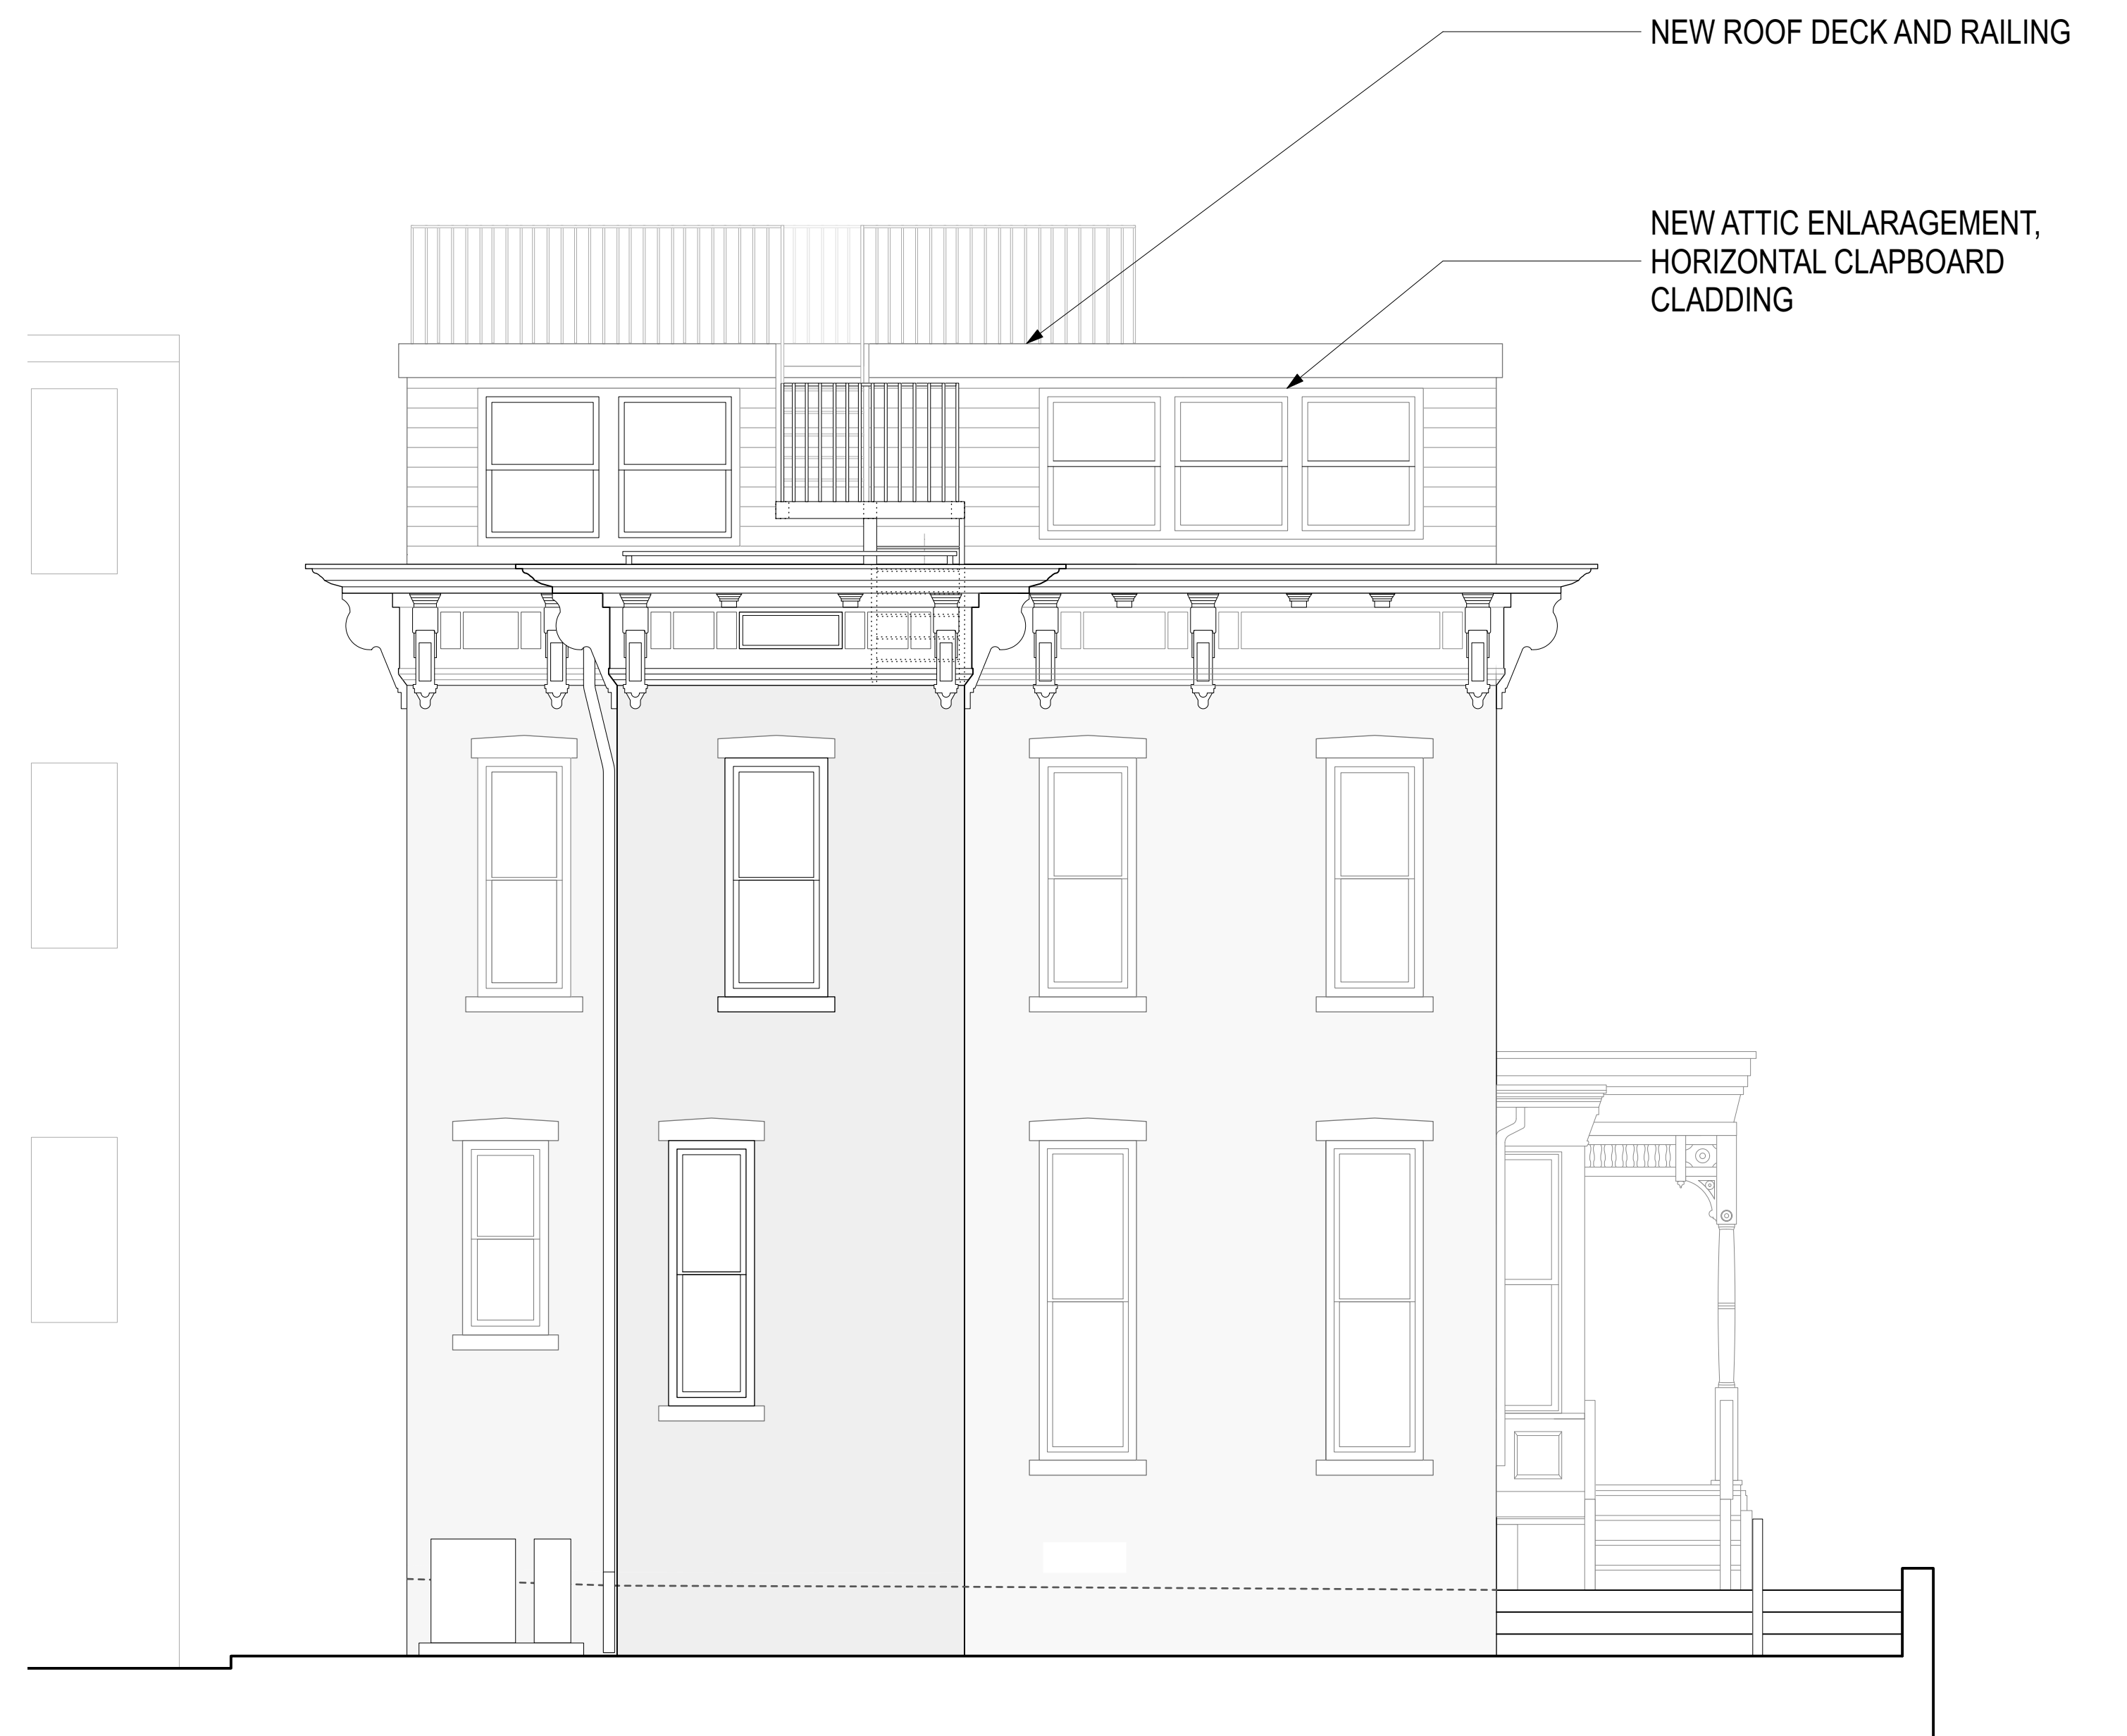 NEW ROOF DECK AND RAILING
NEW ATTIC ENLARAGEMENT,
HORIZONTAL CLAPBOARD
CLADDING